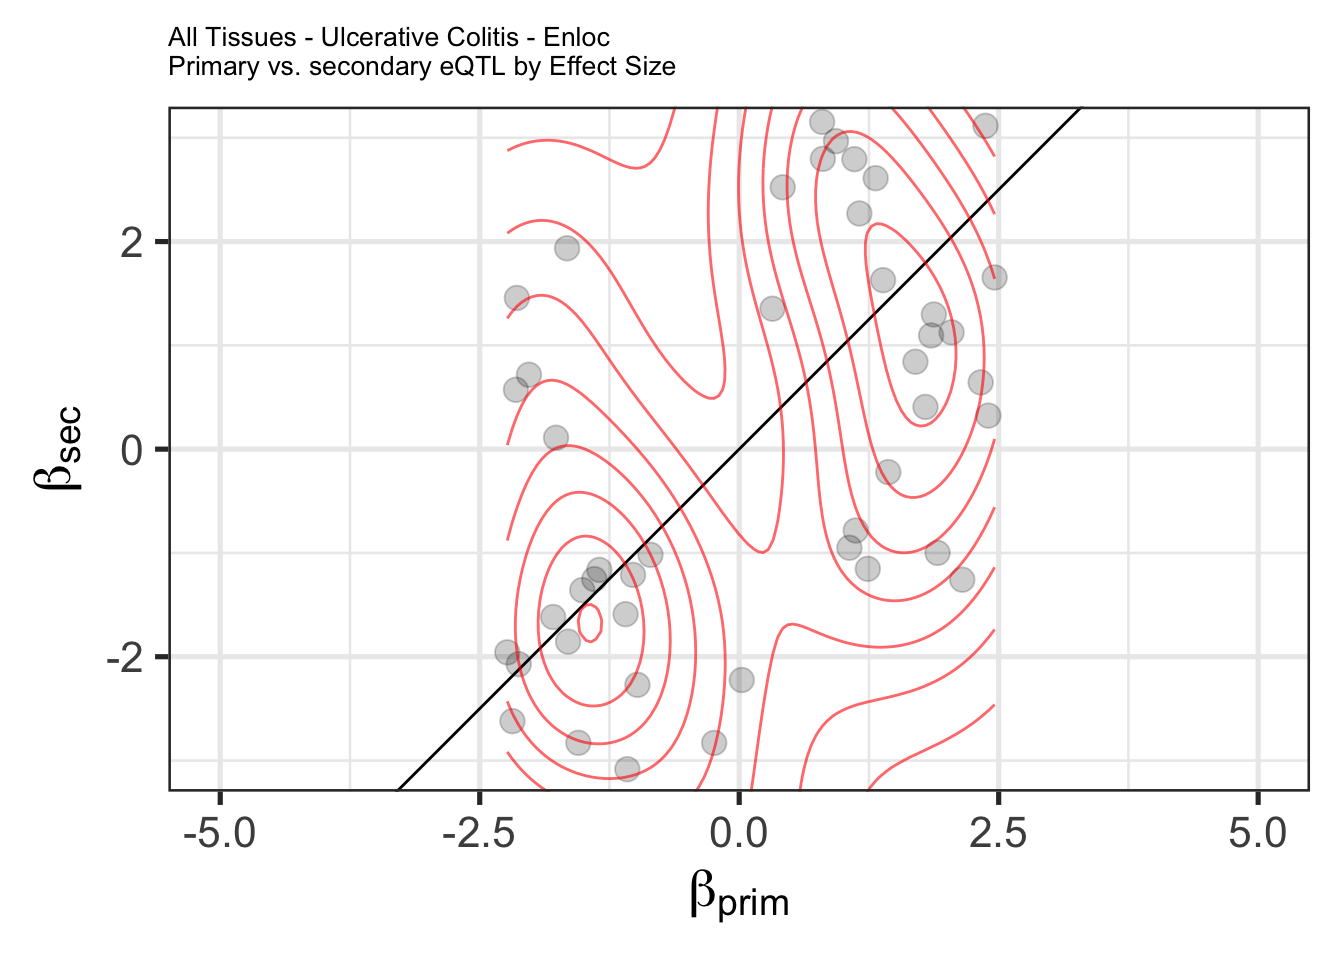 All Tissues - Ulcerative Colitis - Enloc
Primary vs. secondary eQTL by Effect Size
2
0
-2
βsec
-5.0 -2.5 0.0 2.5 5.0
βprim